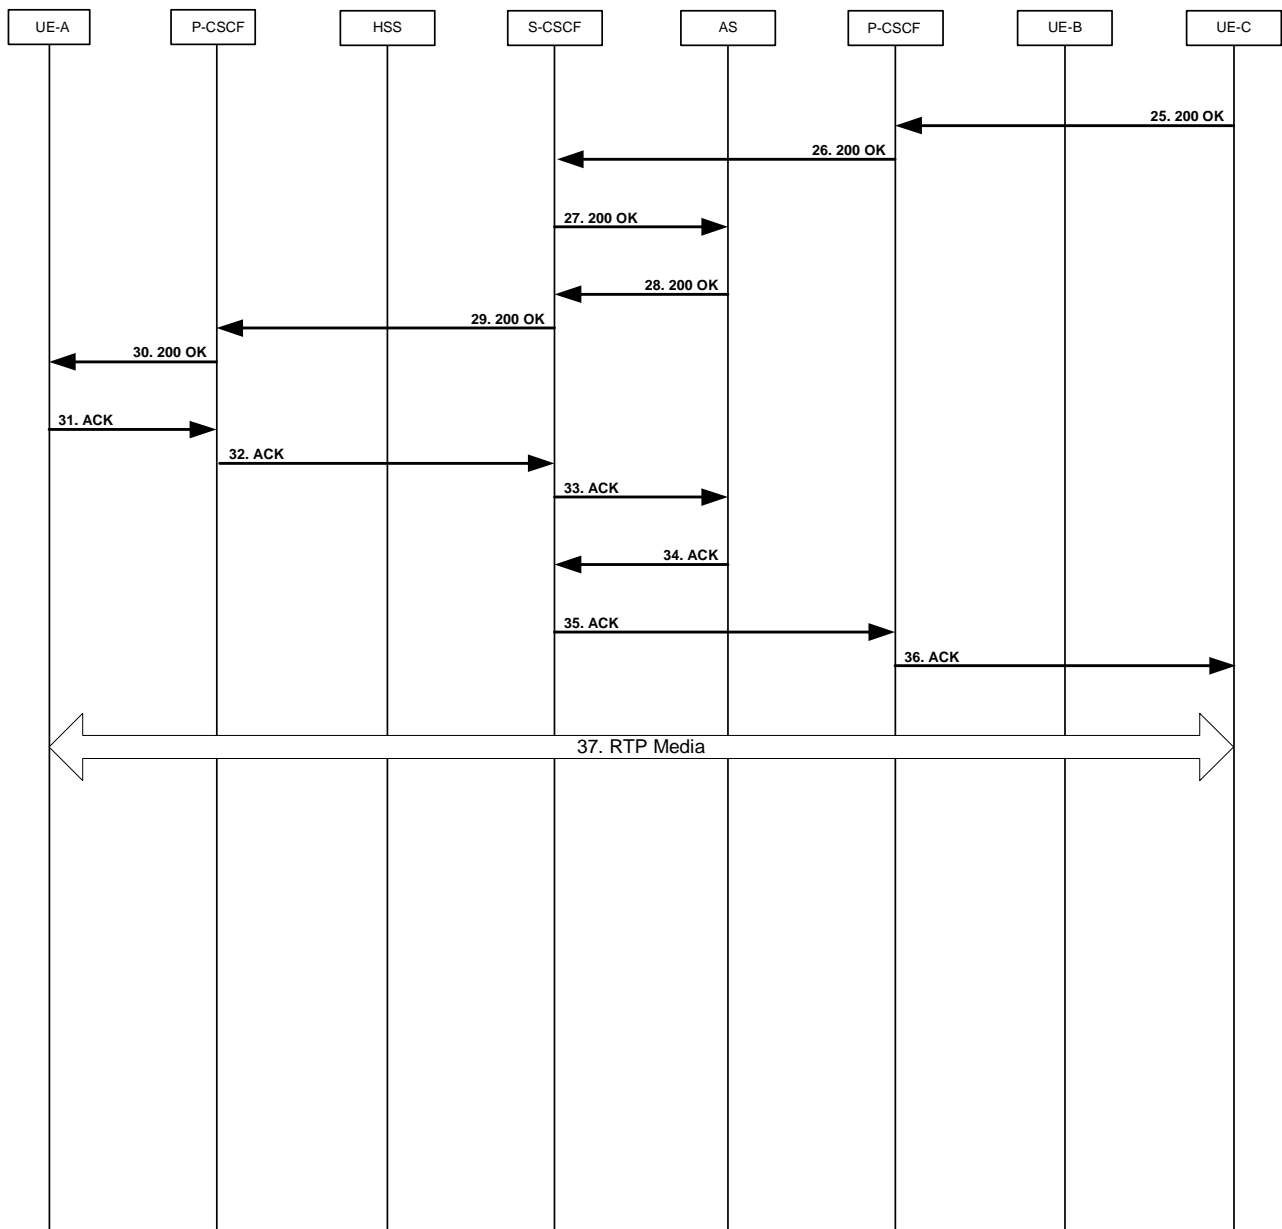 UE-A
P-CSCF
HSS
S-CSCF
AS
P-CSCF
UE-B
UE-C
25. 200 OK
26. 200 OK
27. 200 OK
28. 200 OK
29. 200 OK
30. 200 OK
31. ACK
32. ACK
33. ACK
34. ACK
35. ACK
36. ACK
37. RTP Media